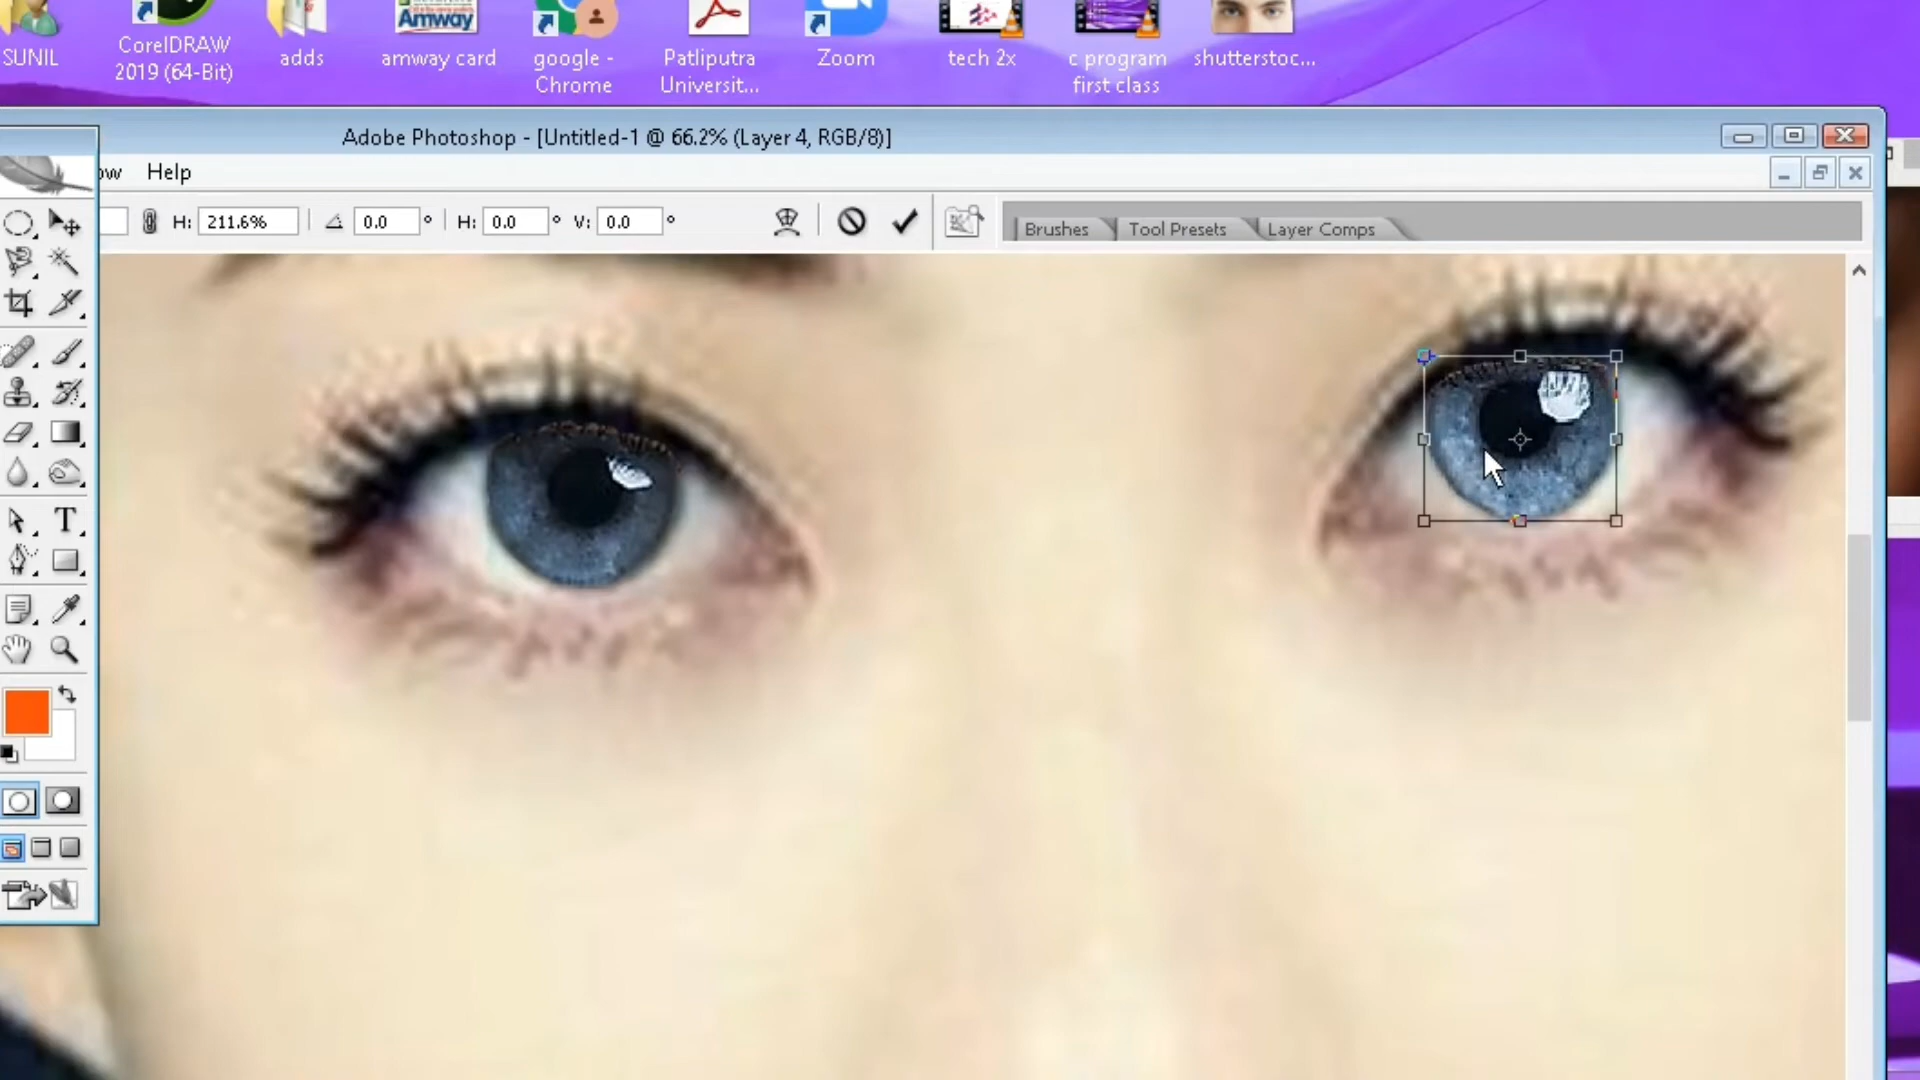 SUNIL
CorelDRAW
2019 (64-Bit)
adds
Amway
amway card
google -
Chrome
Patliputra
Universit...
Zoom
tech 2x
c program
first class
shutterstoc...
Adobe Photoshop - [Untitled-1 @ 66.2% (Layer 4, RGB/8)]
ow Help
H: 211.6% 0.0 ° H: 0.0 ° V: 0.0 °
Brushes Tool Presets Layer Comps
T